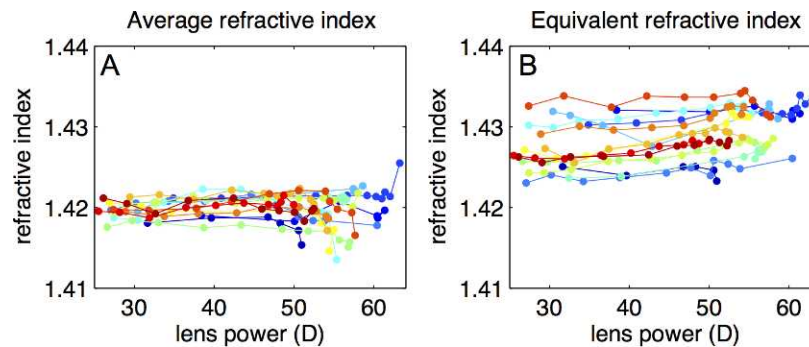 Average refractive index
A
refractive index
1.44
1.43
1.42
1.41
30 40 50 60
lens power (D)
Equivalent refractive index
B
refractive index
1.44
1.43
1.42
1.41
30 40 50 60
lens power (D)